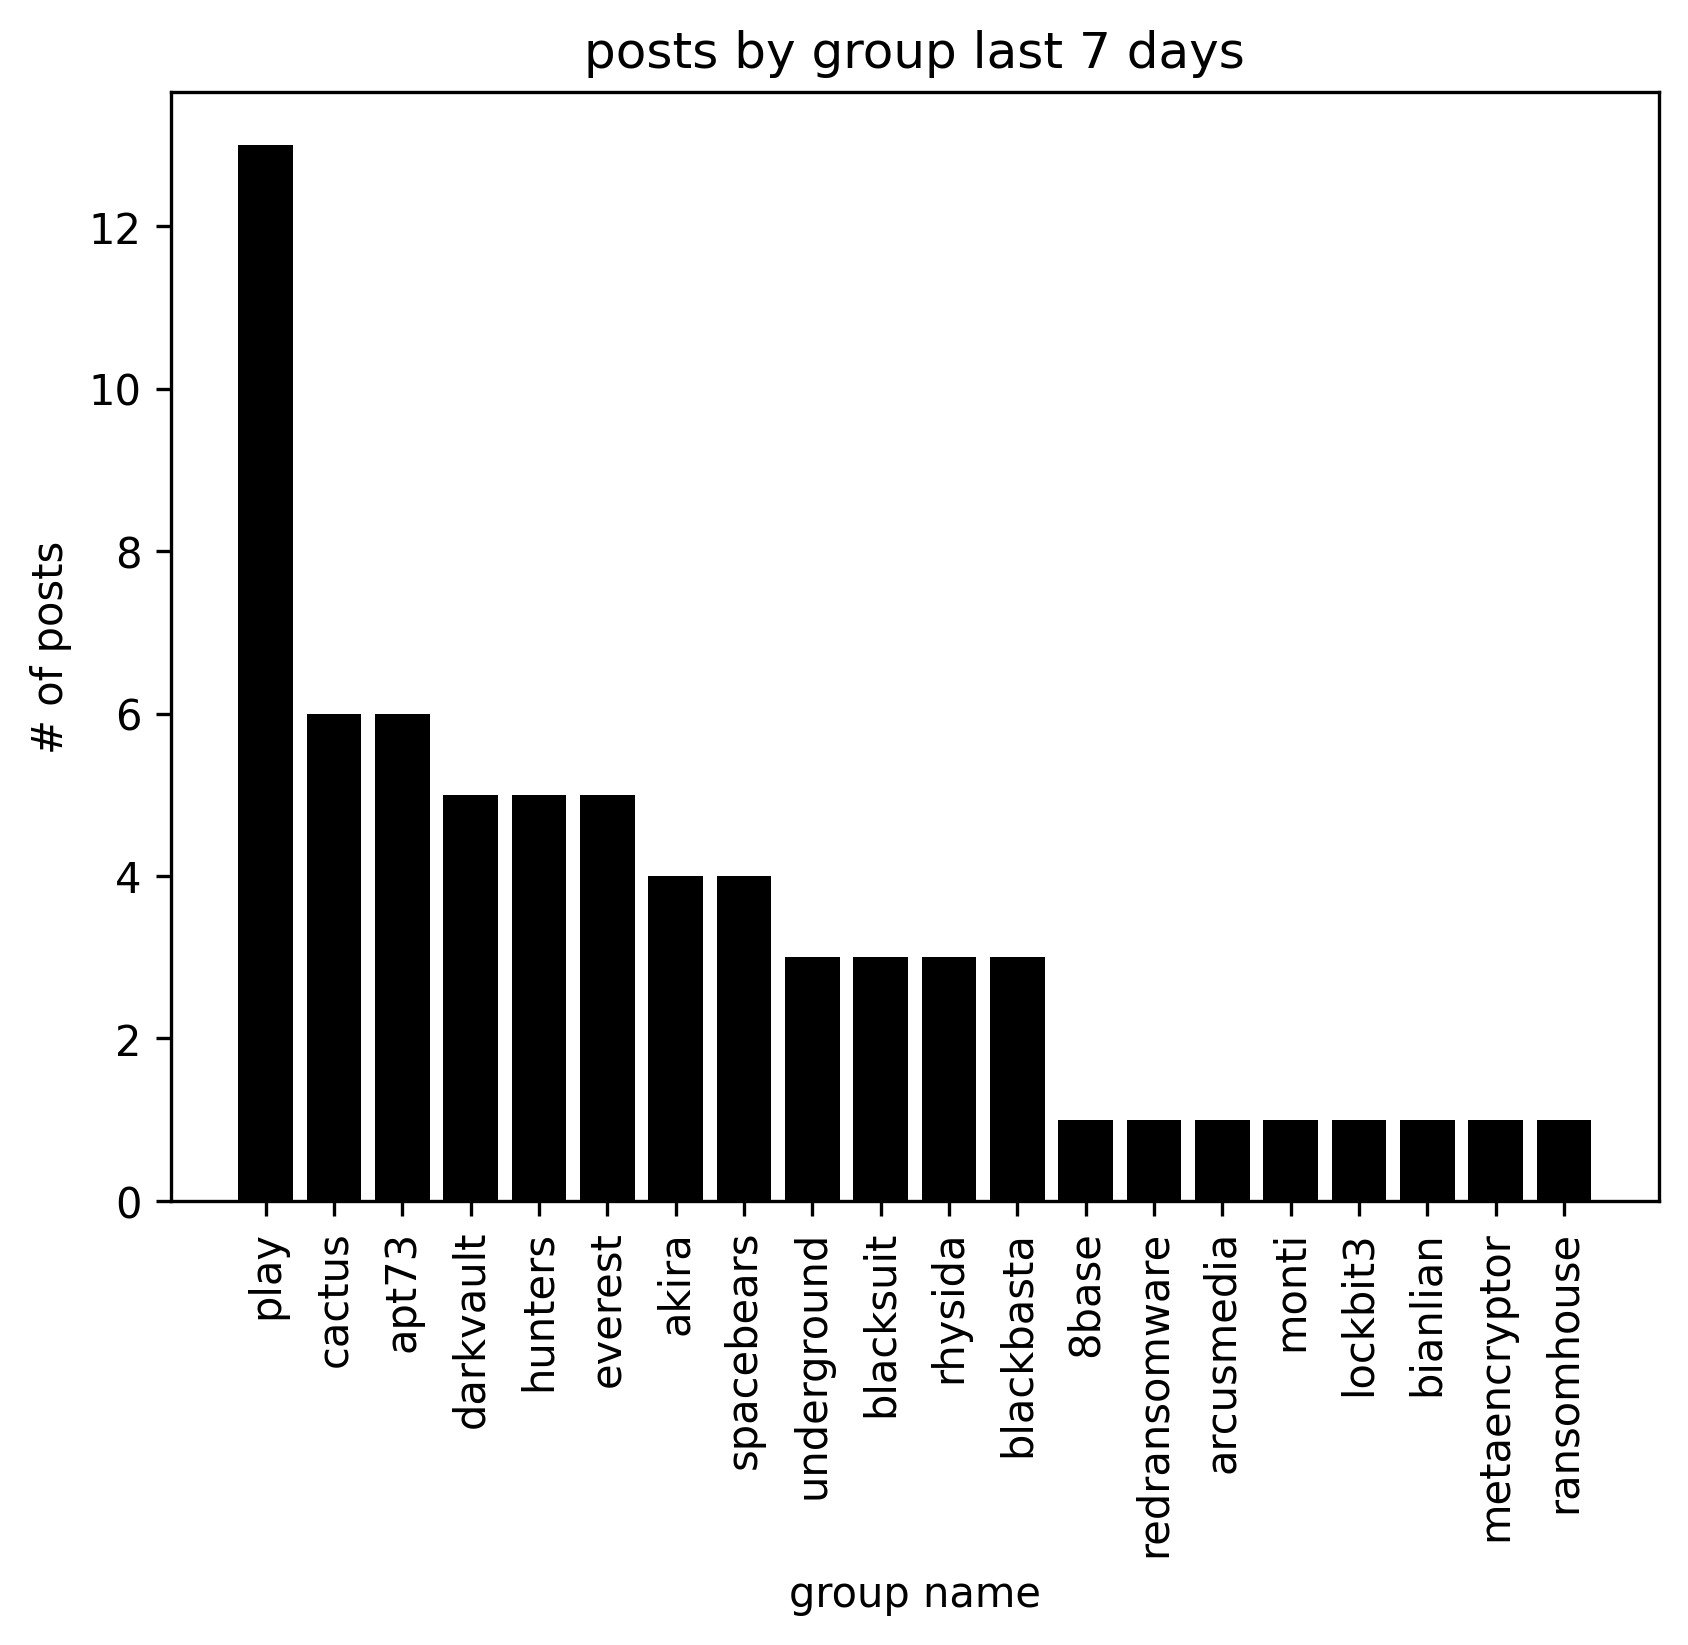 posts by group last 7 days
# of posts
12
10
8
6
4
2
0
play
cactus
apt73
darkvault
hunters
everest
akira
spacebears
underground
blacksuit
rhysida
blackbasta
8base
redransomware
arcusmedia
monti
lockbit3
bianlian
metaencryptor
ransomhouse
group name